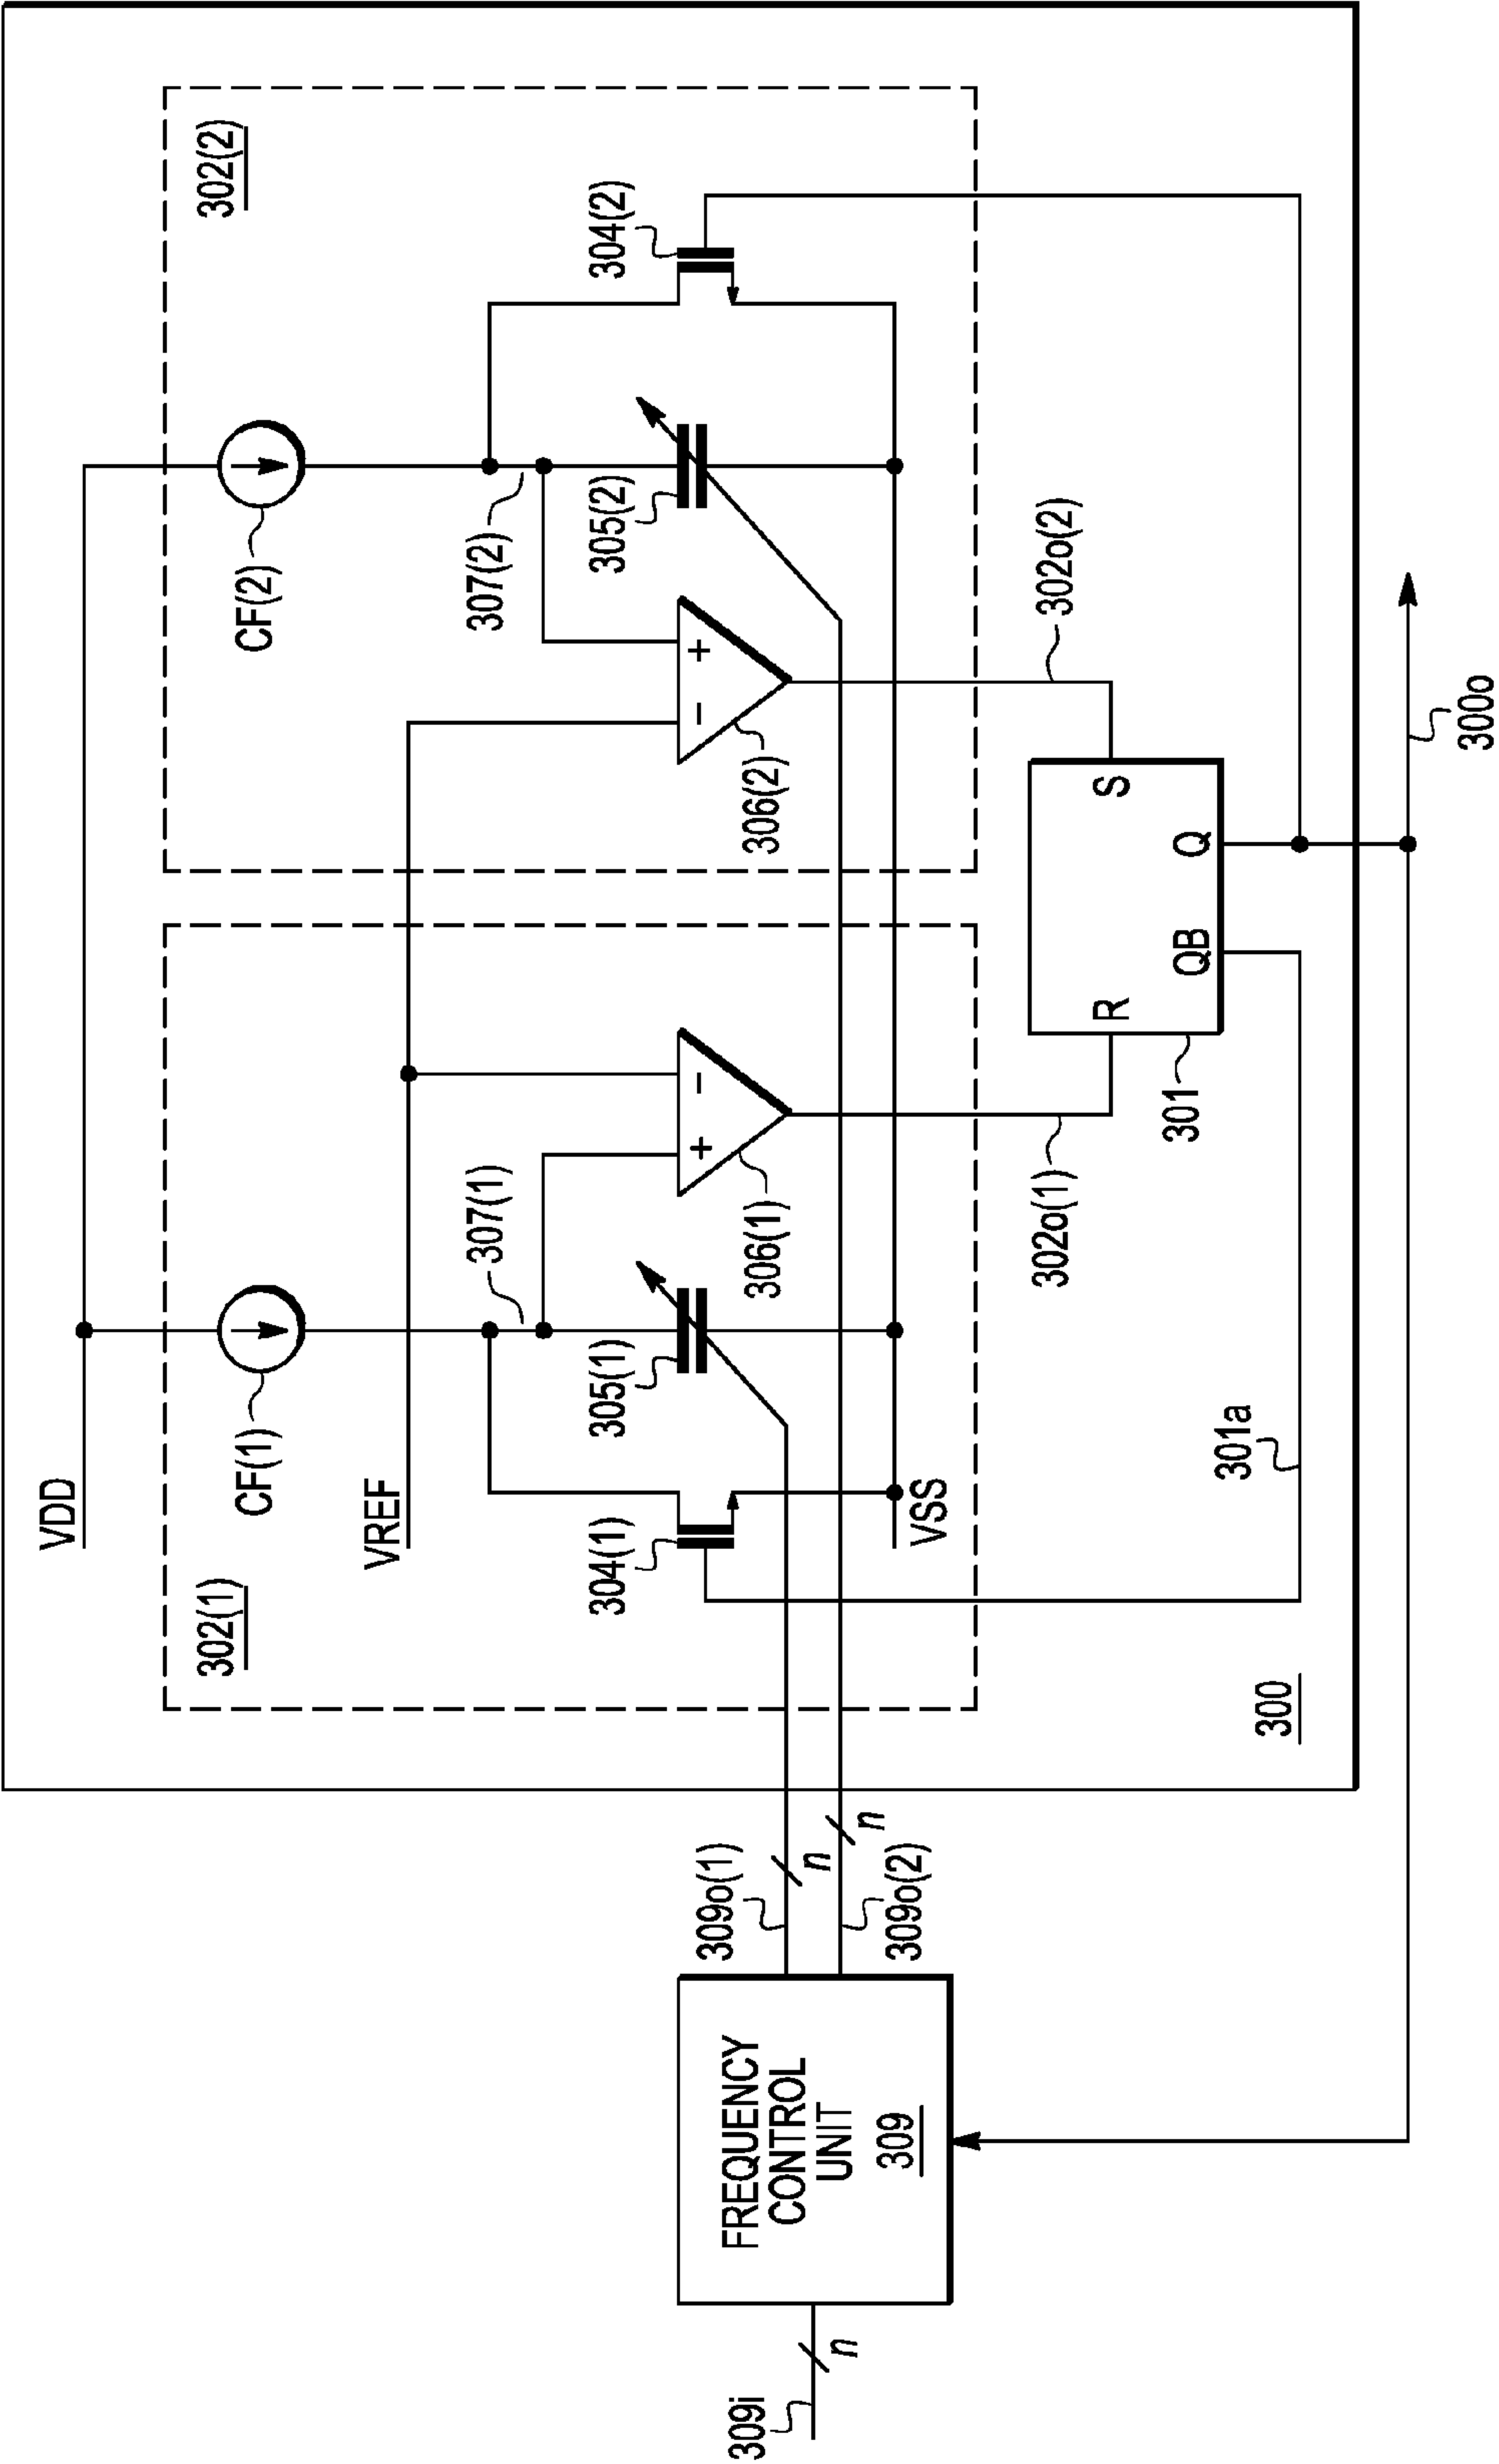 302(1)
302(2)
VDD
CF(1)
CF(2)
VREF
307(1)
307(2)
304(1)
305(1)
305(2)
304(2)
+
−
−
+
306(1)
306(2)
309o(1)
n
n
309o(2)
VSS
FREQUENCY
CONTROL
UNIT
309
309i
n
302o(1)
302o(2)
R
S
QB
Q
301
301a
300
300o